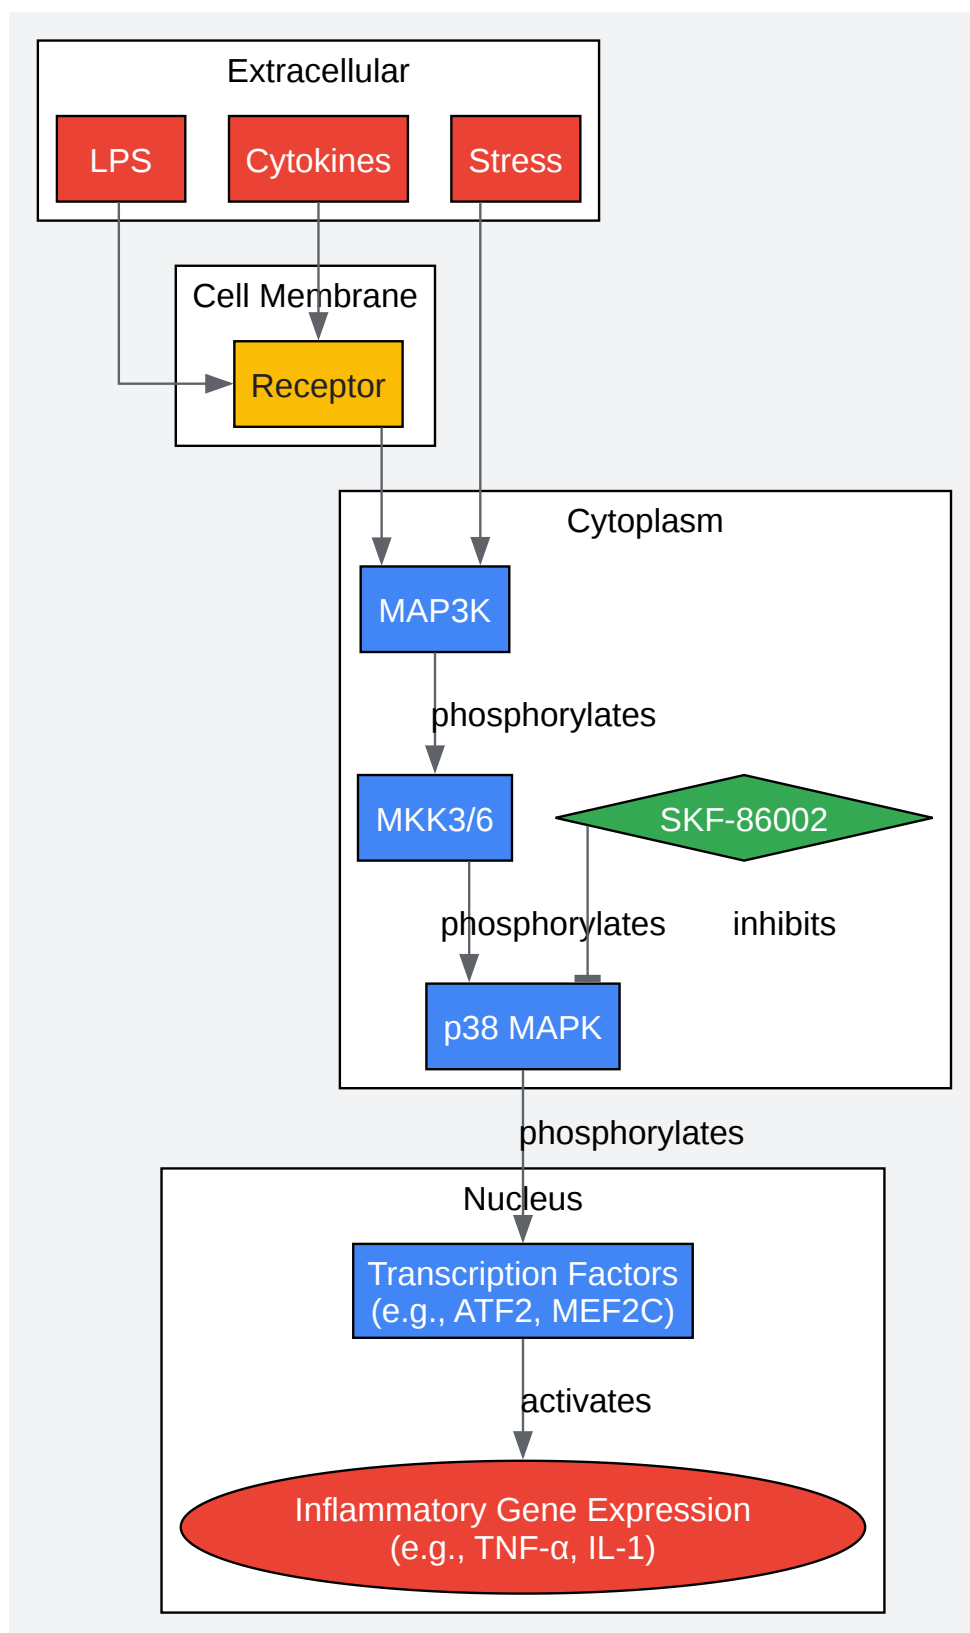 Extracellular
LPS
Cytokines
Stress
Cell Membrane
Receptor
Cytoplasm
MAP3K
phosphorylates
MKK3/6
SKF-86002
phosphorylates
inhibits
p38 MAPK
phosphorylates
Nucleus
Transcription Factors
(e.g., ATF2, MEF2C)
activates
Inflammatory Gene Expression
(e.g., TNF-α, IL-1)